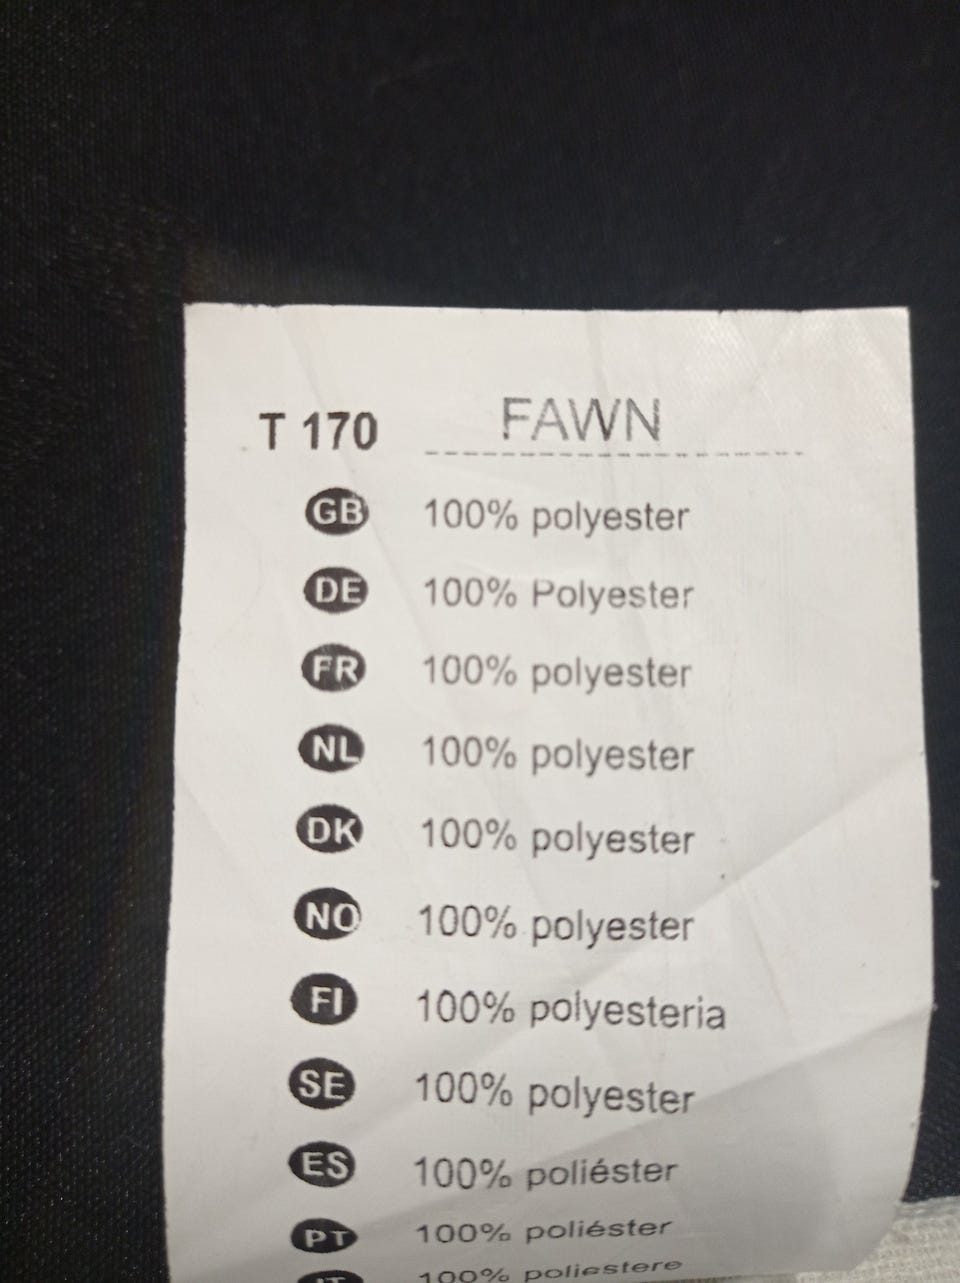 T 170 FAWN
GB 100% polyester
DE 100% Polyester
FR 100% polyester
NL 100% polyester
DK 100% polyester
NO 100% polyester
FI 100% polyesteria
SE 100% polyester
ES 100% poliéster
PT 100% poliéster
IT 100% poliestere